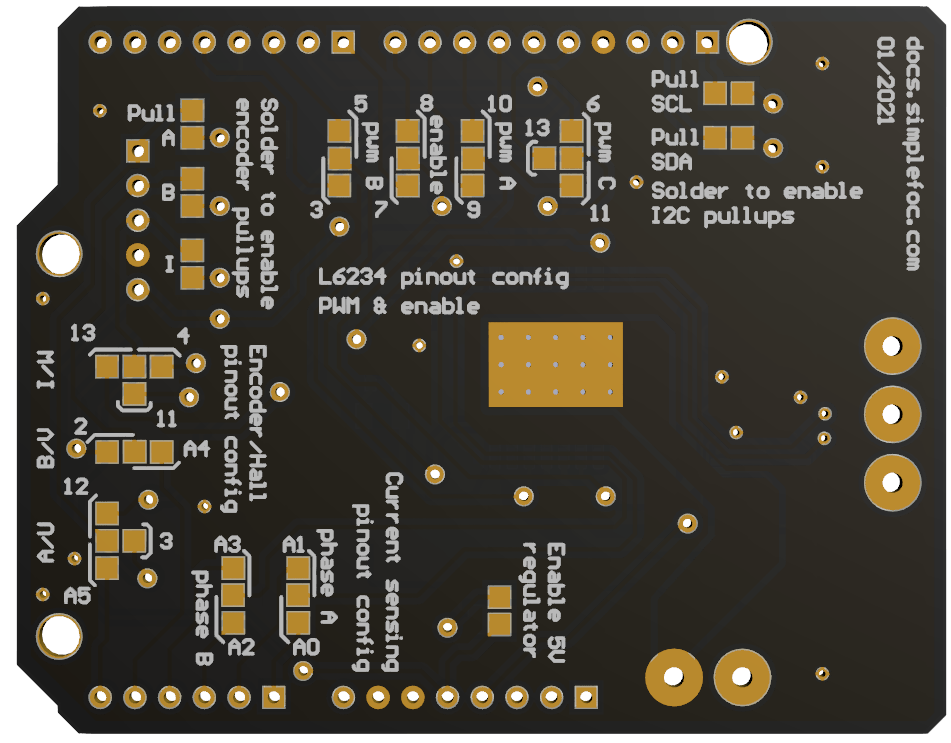 docs.simplefoc.com
01/2021
Pull
SCL
Pull
SDA
Solder to enable
I2C pullups
Solder to enable
encoder pullups
Pull
A
B
I
5
pwm B
3
8
enable
7
10
pwm A
9
6
13
pwm C
11
L6234 pinout config
PWM & enable
Encoder/Hall
pinout config
13
4
I/W
11
2
B/V
A4
12
A/U
3
A5
A3
phase B
A2
A1
phase A
A0
Current sensing
pinout config
Enable 5V
regulator